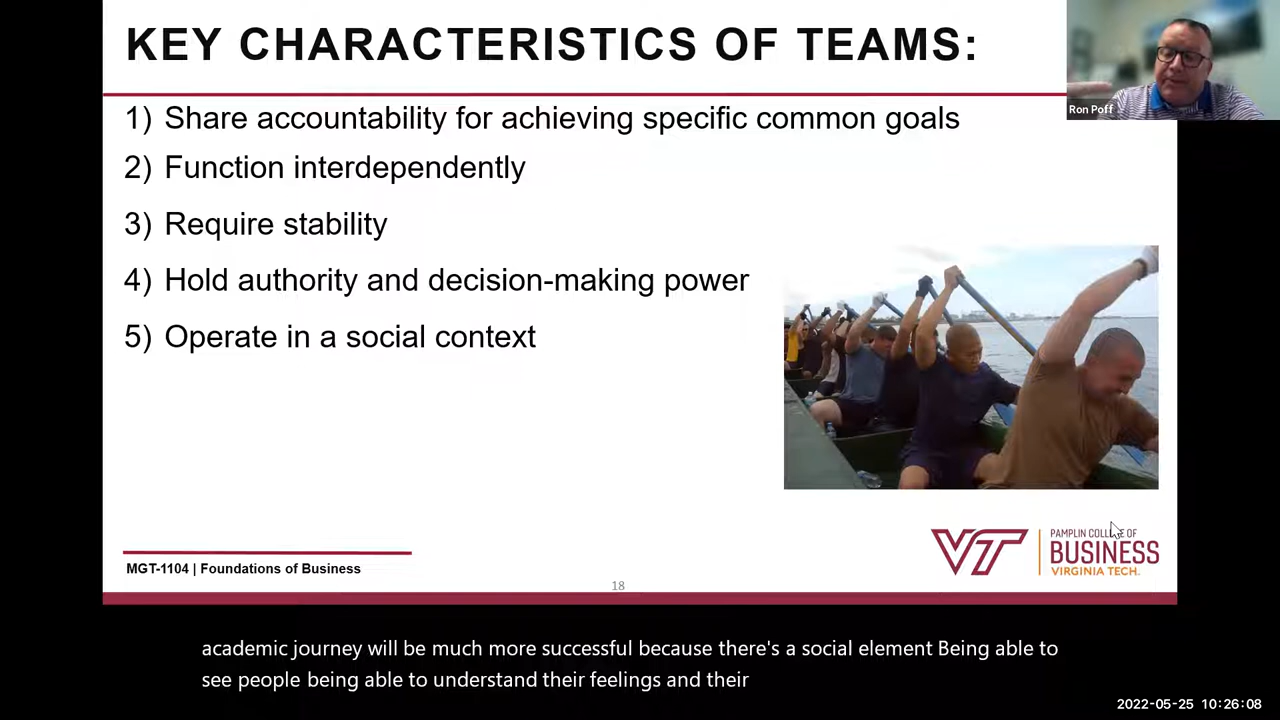 KEY CHARACTERISTICS OF TEAMS:
Ron Poff
1) Share accountability for achieving specific common goals
2) Function interdependently
3) Require stability
4) Hold authority and decision-making power
5) Operate in a social context
VT
PAMPLIN COLLEGE OF
BUSINESS
VIRGINIA TECH.
MGT-1104 | Foundations of Business
18
academic journey will be much more successful because there's a social element Being able to
see people being able to understand their feelings and their
2022-05-25 10:26:08